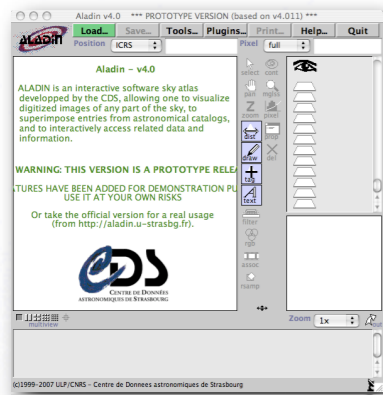 Aladin v4.0 *** PROTOTYPE VERSION (based on v4.011) ***
ALADIN
Load... Save... Tools... Plugins... Print... Help... Quit
Position ICRS Pixel full
Aladin - v4.0
ALADIN is an interactive software sky atlas
developped by the CDS, allowing one to visualize
digitized images of any part of the sky, to
superimpose entries from astronomical catalogs,
and to interactively access related data and
information.
WARNING: THIS VERSION IS A PROTOTYPE RELEA
TURES HAVE BEEN ADDED FOR DEMONSTRATION PU
USE IT AT YOUR OWN RISKS
Or take the official version for a real usage
(from http://aladin.u-strasbg.fr).
CDS
CENTRE DE DONNÉES
ASTRONOMIQUES DE STRASBOURG
select cont
pan mglss
zoom pixel
dist prop
draw del
tag
text
filter
rgb
assoc
rsamp
multiview
Zoom 1x out
(c)1999-2007 ULP/CNRS - Centre de Donnees astronomiques de Strasbourg